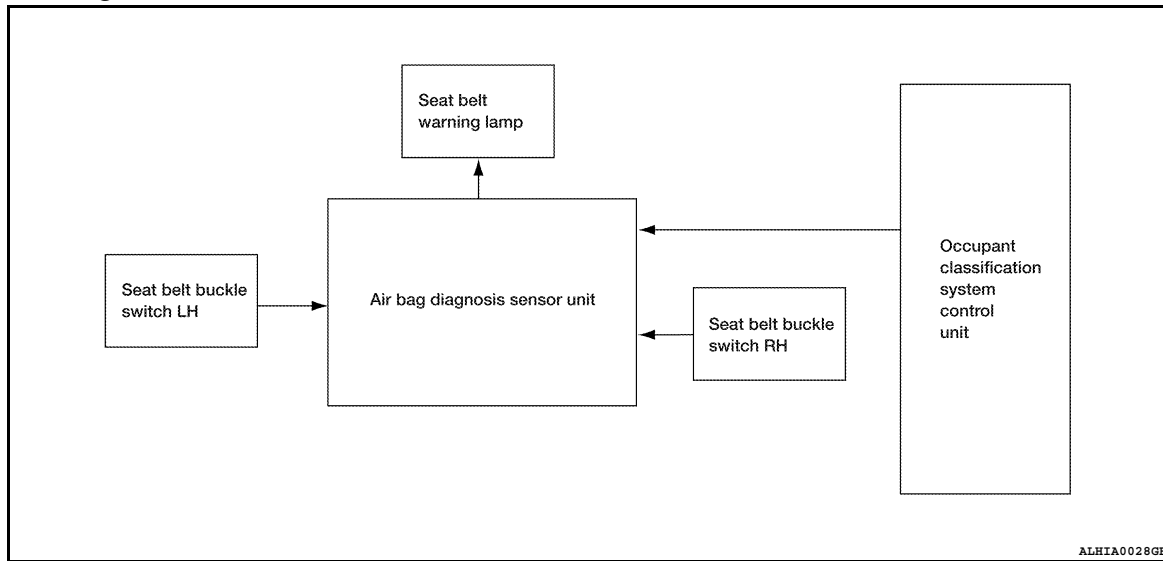 Seat belt
warning lamp
Seat belt buckle
switch LH
Air bag diagnosis sensor unit
Seat belt buckle
switch RH
Occupant
classification
system
control
unit